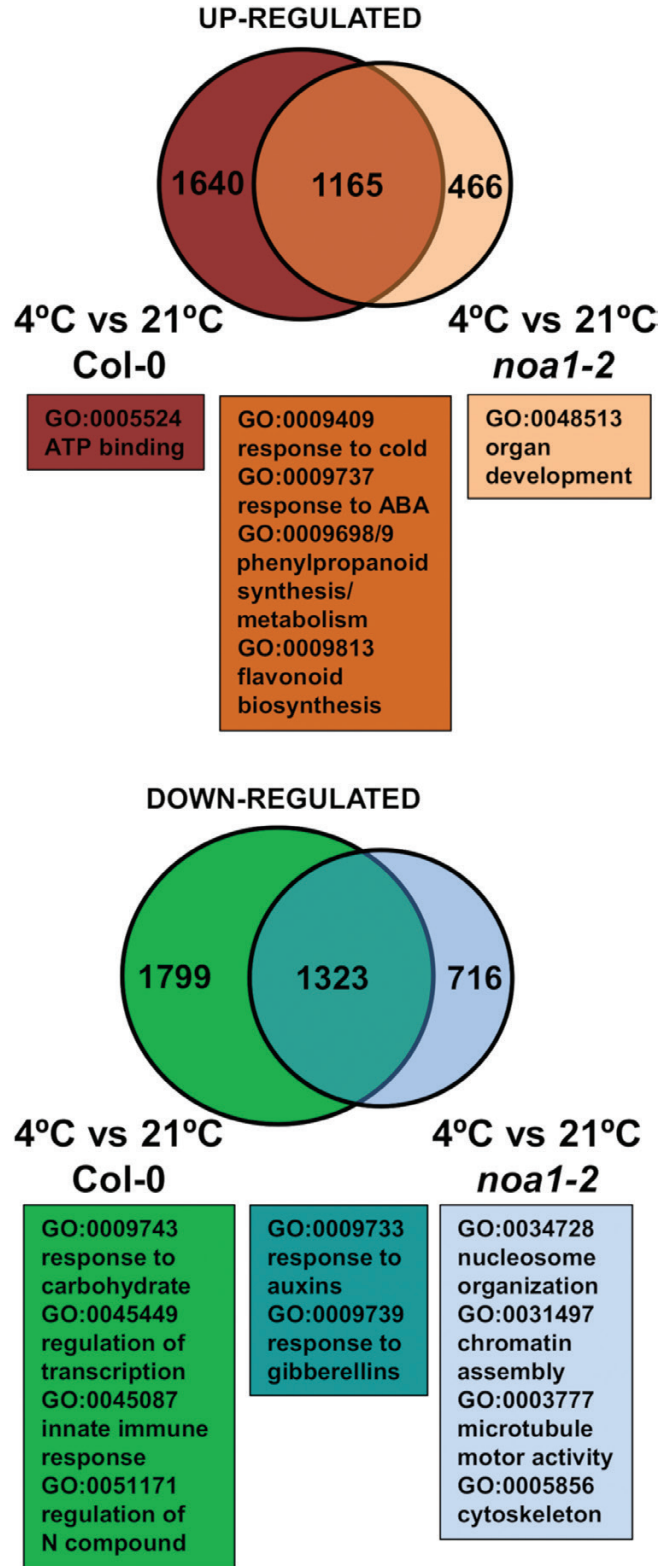 UP-REGULATED
1640
1165
466
4ºC vs 21ºC
Col-0
4ºC vs 21ºC
noa1-2
GO:0005524
ATP binding
GO:0009409
response to cold
GO:0009737
response to ABA
GO:0009698/9
phenylpropanoid
synthesis/
metabolism
GO:0009813
flavonoid
biosynthesis
GO:0048513
organ
development
DOWN-REGULATED
1799
1323
716
4ºC vs 21ºC
Col-0
4ºC vs 21ºC
noa1-2
GO:0009743
response to
carbohydrate
GO:0045449
regulation of
transcription
GO:0045087
innate immune
response
GO:0051171
regulation of
N compound
GO:0009733
response to
auxins
GO:0009739
response to
gibberellins
GO:0034728
nucleosome
organization
GO:0031497
chromatin
assembly
GO:0003777
microtubule
motor activity
GO:0005856
cytoskeleton